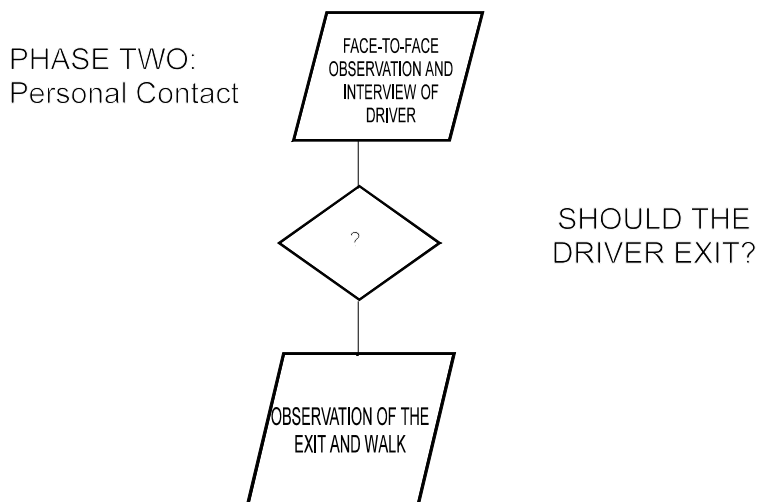 PHASE TWO:
Personal Contact
FACE-TO-FACE
OBSERVATION AND
INTERVIEW OF
DRIVER
?
SHOULD THE
DRIVER EXIT?
OBSERVATION OF THE
EXIT AND WALK